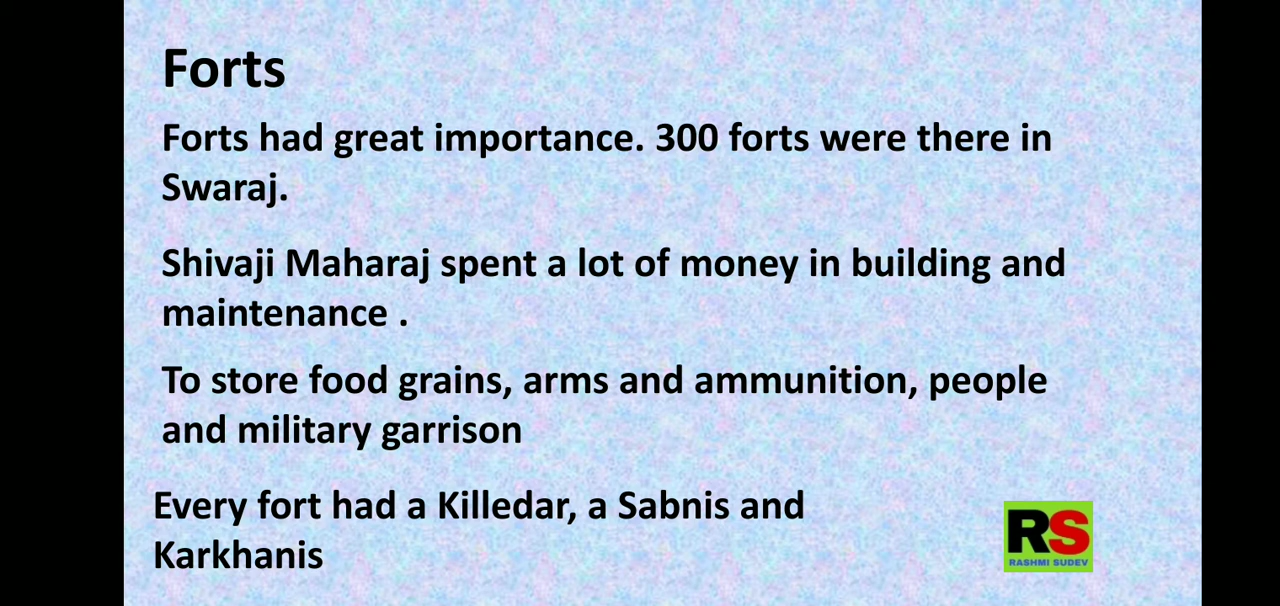 Forts
Forts had great importance. 300 forts were there in
Swaraj.
Shivaji Maharaj spent a lot of money in building and
maintenance .
To store food grains, arms and ammunition, people
and military garrison
Every fort had a Killedar, a Sabnis and
Karkhanis
RS
RASHMI SUDEV